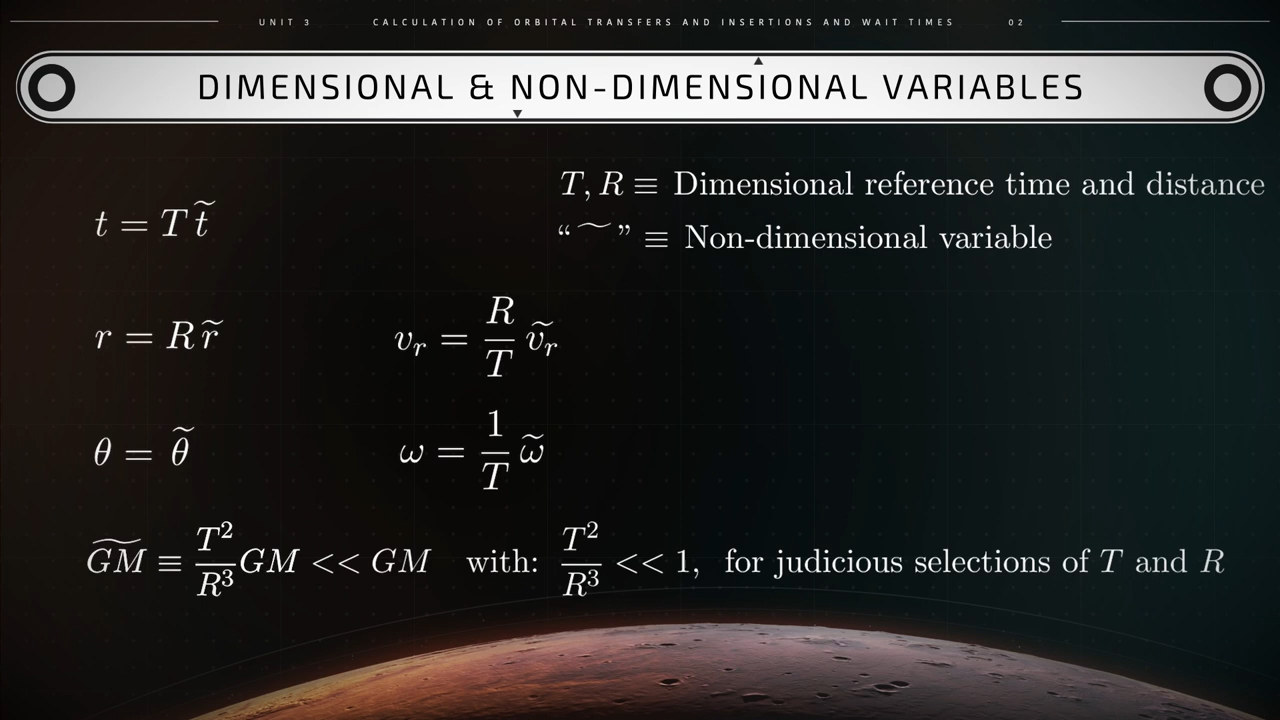 UNIT 3 CALCULATION OF ORBITAL TRANSFERS AND INSERTIONS AND WAIT TIMES 02
DIMENSIONAL & NON-DIMENSIONAL VARIABLES
T, R ≡ Dimensional reference time and distance
t = T t̃
“ ~ ” ≡ Non-dimensional variable
r = R r̃    v_r = R/T ṽ_r
θ = θ̃    ω = 1/T ω̃
G͠M ≡ T²/R³ GM << GM with: T²/R³ << 1, for judicious selections of T and R